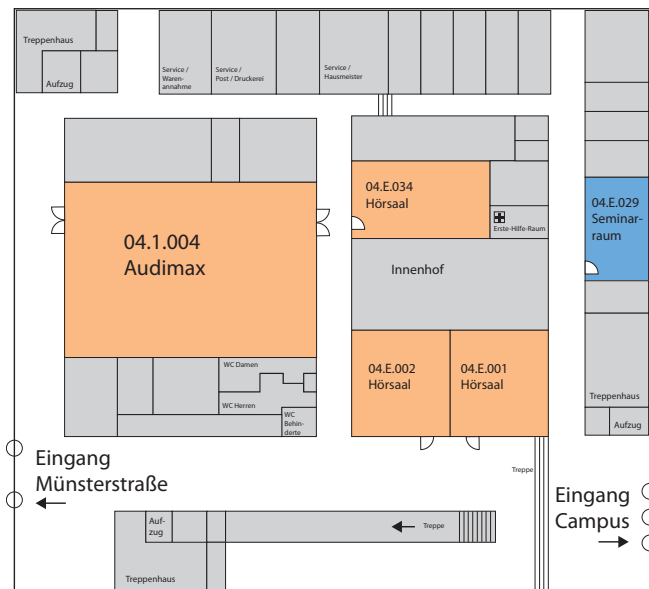 Treppenhaus
Aufzug
Service /
Waren-
annahme
Service /
Post / Druckerei
Service /
Hausmeister
04.1.004
Audimax
04.E.034
Hörsaal
Erste-Hilfe-Raum
04.E.029
Seminar-
raum
Innenhof
WC Damen
WC Herren
WC
Behin-
derte
04.E.002
Hörsaal
04.E.001
Hörsaal
Treppenhaus
Aufzug
Eingang
Münsterstraße
Treppe
Eingang
Campus
Auf-
zug
Treppe
Treppenhaus